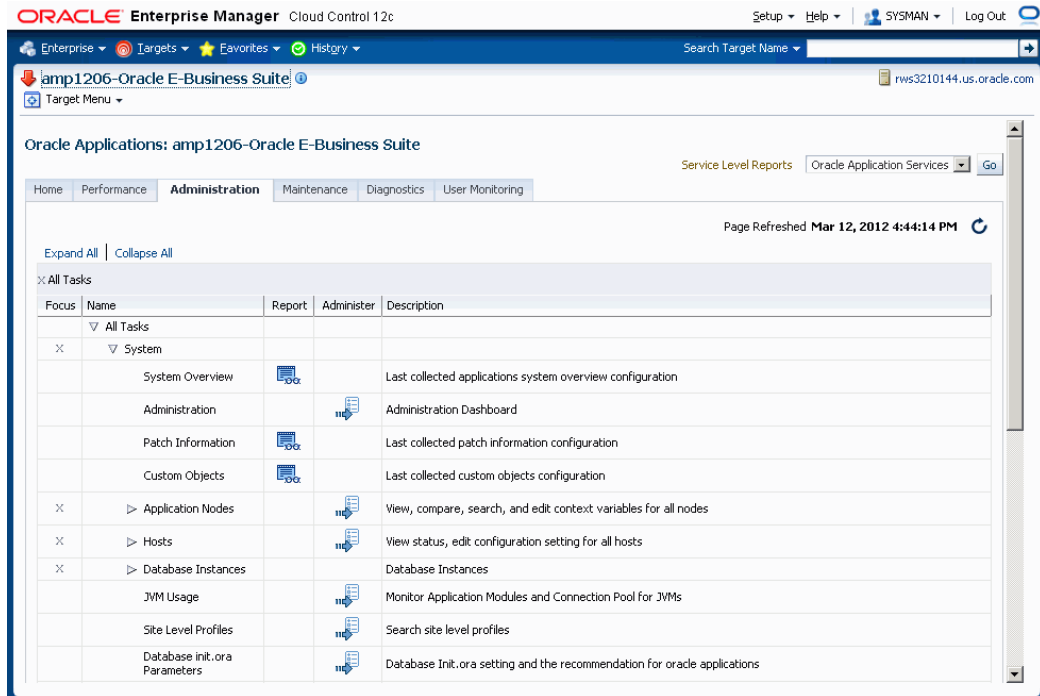 ORACLE Enterprise Manager Cloud Control 12c
Setup Help SYSMAN Log Out
Enterprise Targets Favorites History Search Target Name
amp1206-Oracle E-Business Suite
rws3210144.us.oracle.com
Target Menu
Oracle Applications: amp1206-Oracle E-Business Suite
Service Level Reports Oracle Application Services Go
Home Performance Administration Maintenance Diagnostics User Monitoring
Page Refreshed Mar 12, 2012 4:44:14 PM
Expand All | Collapse All
X All Tasks
Focus Name Report Administer Description
All Tasks
X System
System Overview Last collected applications system overview configuration
Administration Administration Dashboard
Patch Information Last collected patch information configuration
Custom Objects Last collected custom objects configuration
X Application Nodes View, compare, search, and edit context variables for all nodes
X Hosts View status, edit configuration setting for all hosts
X Database Instances Database Instances
JVM Usage Monitor Application Modules and Connection Pool for JVMs
Site Level Profiles Search site level profiles
Database init.ora
Parameters Database Init.ora setting and the recommendation for oracle applications